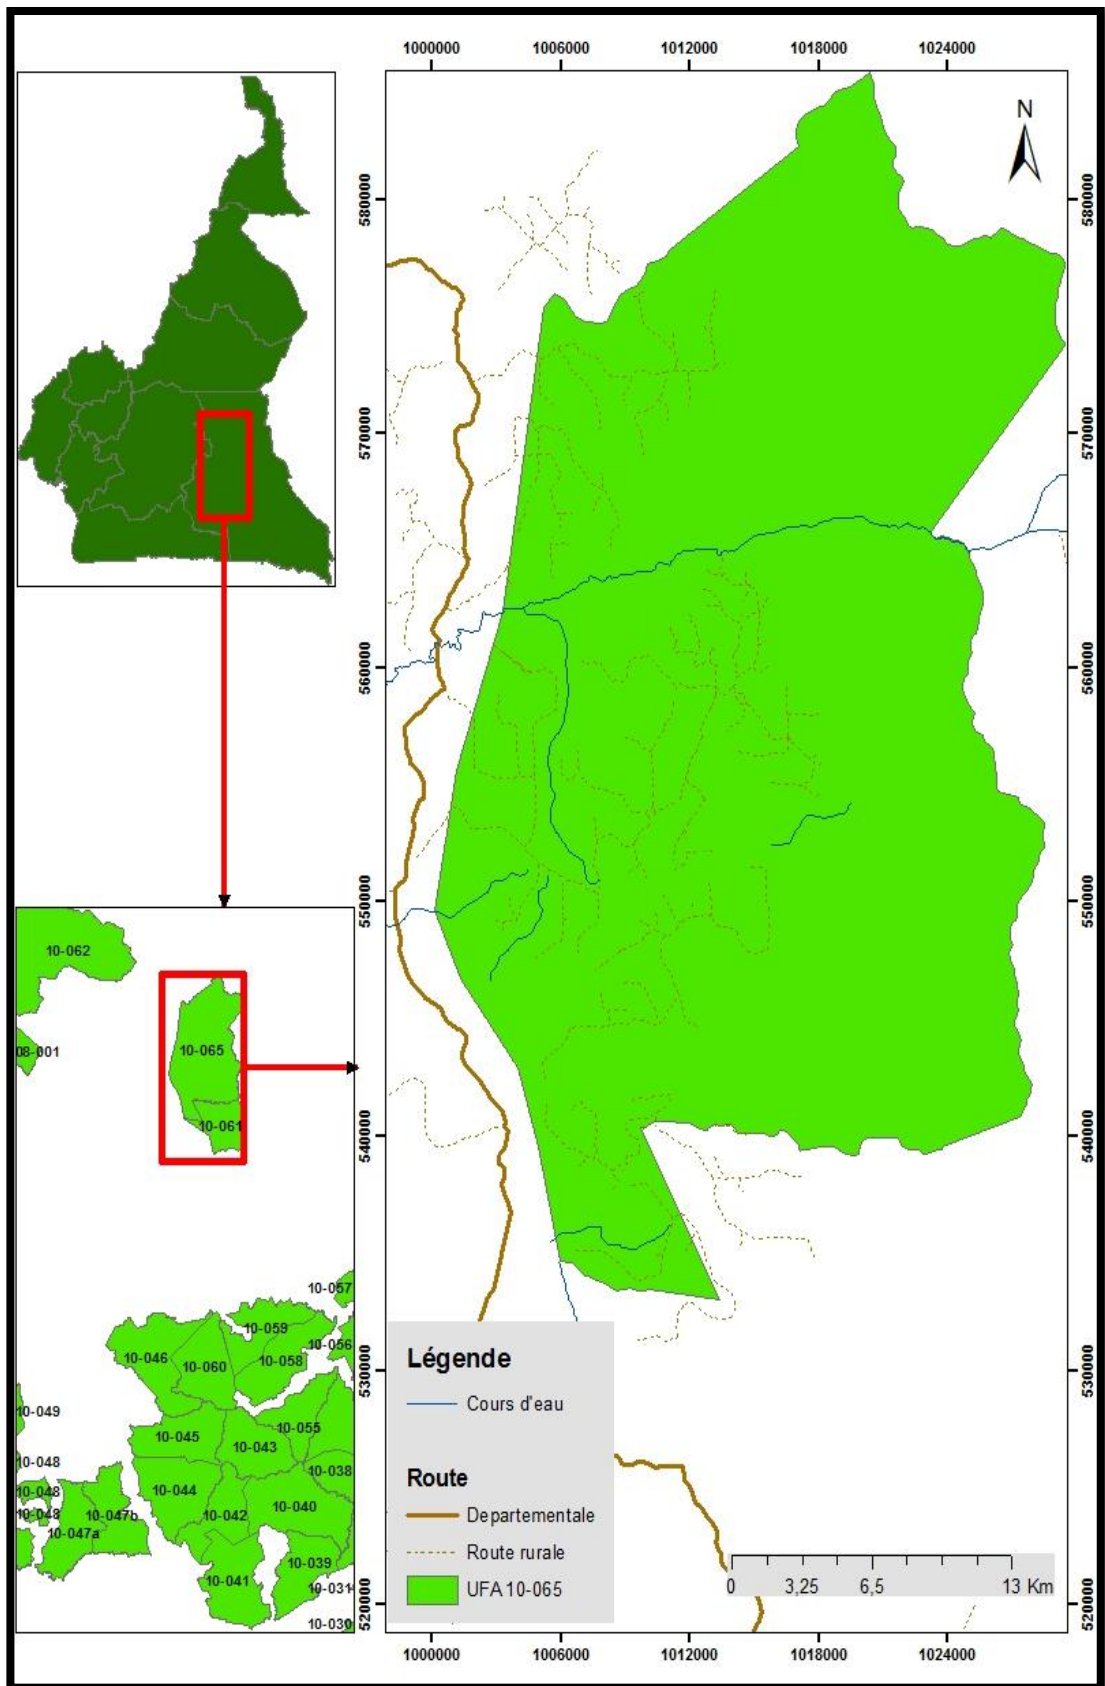 1000000 1006000 1012000 1018000 1024000
N
580000 580000
570000 570000
560000 560000
550000 550000
540000 540000
530000 530000
520000 520000
10-062
08-001
10-065
10-061
10-057
10-059
10-056
10-046
10-060
10-058
10-049
10-055
10-045
10-043
10-048
10-038
10-044
10-048
10-040
10-048
10-047b
10-042
10-047a
10-039
10-041
10-031
10-030
Légende
Cours d'eau
Route
Departementale
Route rurale
UFA 10-065
0 3,25 6,5 13 Km
1000000 1006000 1012000 1018000 1024000